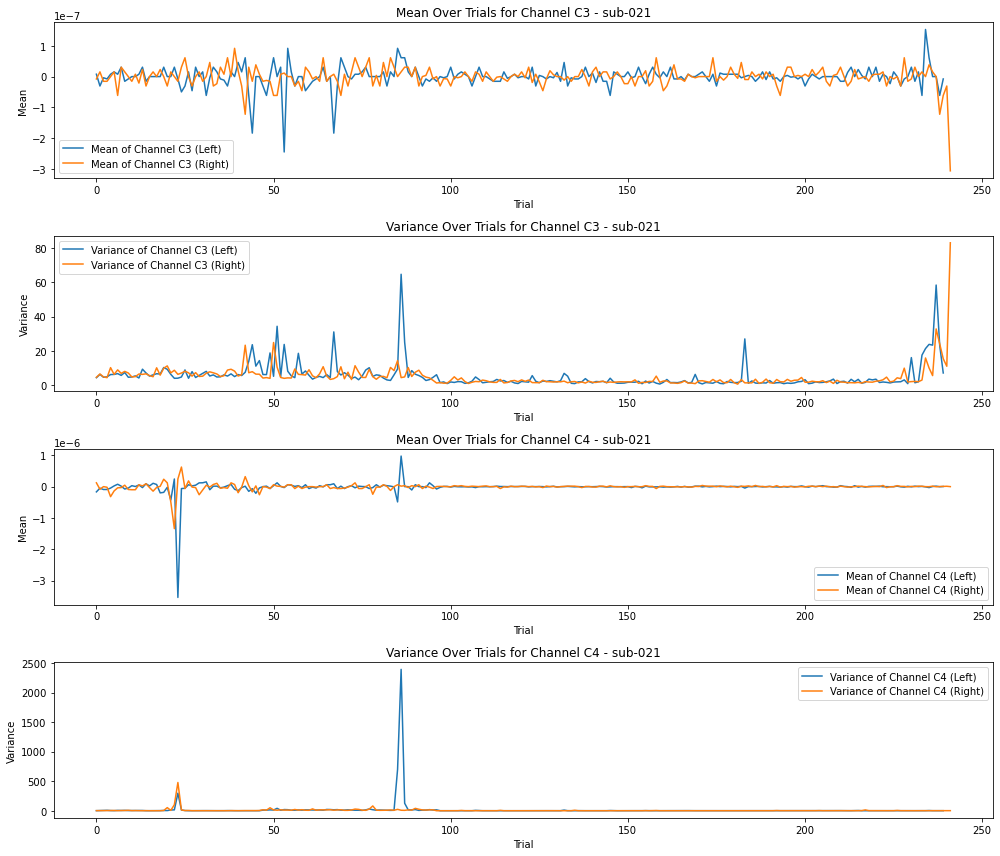 Mean Over Trials for Channel C3 - sub-021
1e−7
1
0
−1
−2
−3
Mean
Mean of Channel C3 (Left)
Mean of Channel C3 (Right)
0 50 100 150 200 250
Trial
Variance Over Trials for Channel C3 - sub-021
80
60
40
20
0
Variance
Variance of Channel C3 (Left)
Variance of Channel C3 (Right)
0 50 100 150 200 250
Trial
Mean Over Trials for Channel C4 - sub-021
1e−6
1
0
−1
−2
−3
Mean
Mean of Channel C4 (Left)
Mean of Channel C4 (Right)
0 50 100 150 200 250
Trial
Variance Over Trials for Channel C4 - sub-021
2500
2000
1500
1000
500
0
Variance
Variance of Channel C4 (Left)
Variance of Channel C4 (Right)
0 50 100 150 200 250
Trial